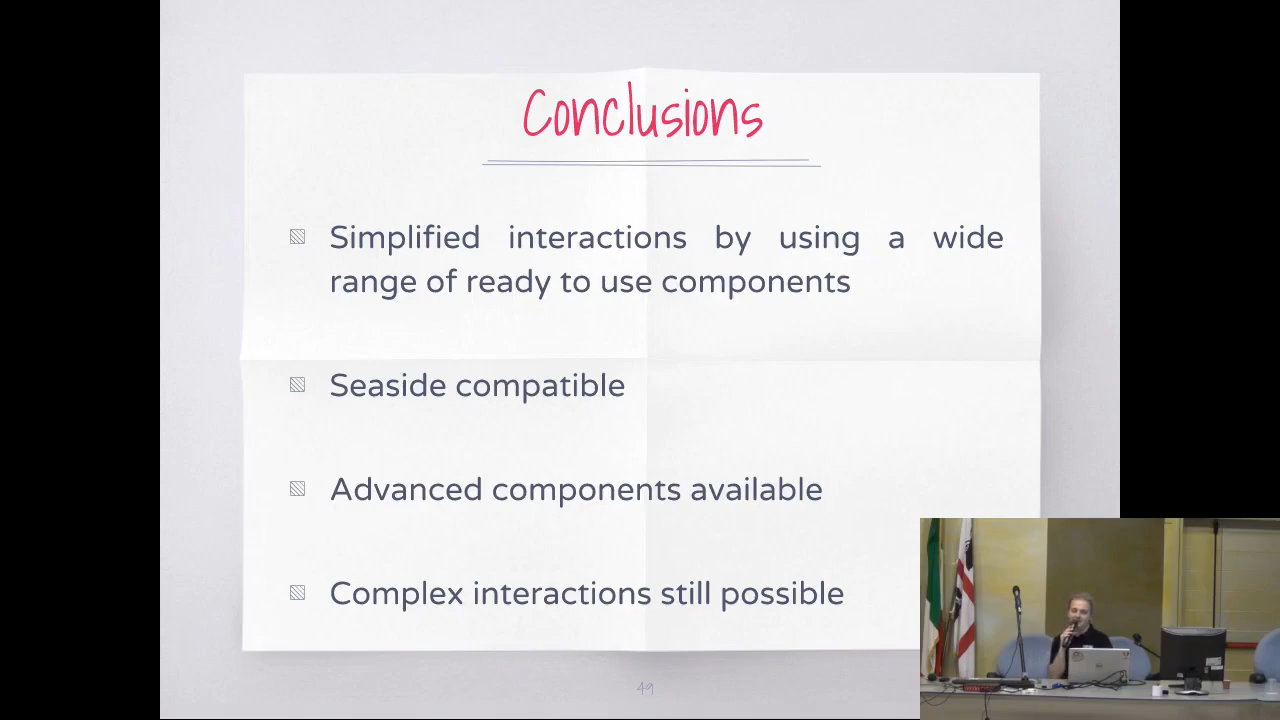 Conclusions
Simplified interactions by using a wide
range of ready to use components
Seaside compatible
Advanced components available
Complex interactions still possible
49